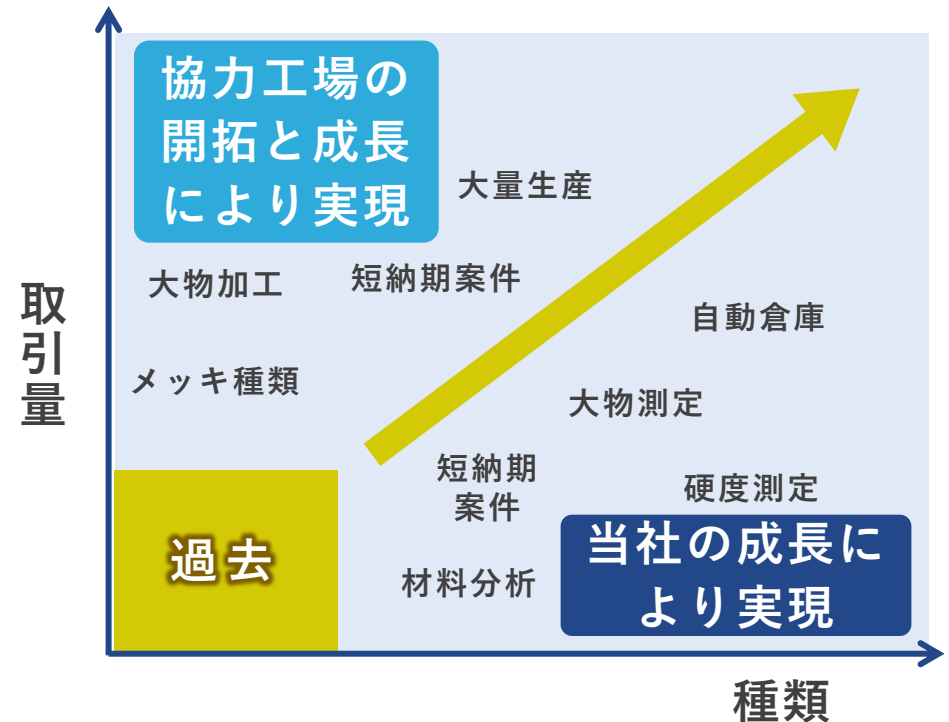 協力工場の
開拓と成長
により実現
大量生産
大物加工
短納期案件
自動倉庫
取引量
メッキ種類
大物測定
短納期
案件
硬度測定
過去
材料分析
当社の成長に
より実現
種類